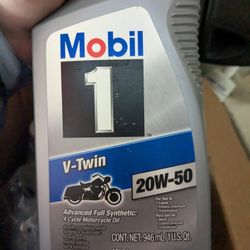 Mobil
1
V-Twin
20W-50
Advanced Full Synthetic
4 Cycle Motorcycle Oil
CONT. NET. 946 mL/1 U.S. Qt.